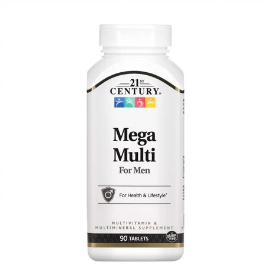 21ST
CENTURY®
Mega
Multi
For Men
For Health & Lifestyle*
MULTIVITAMIN &
MULTIMINERAL SUPPLEMENT
90 TABLETS